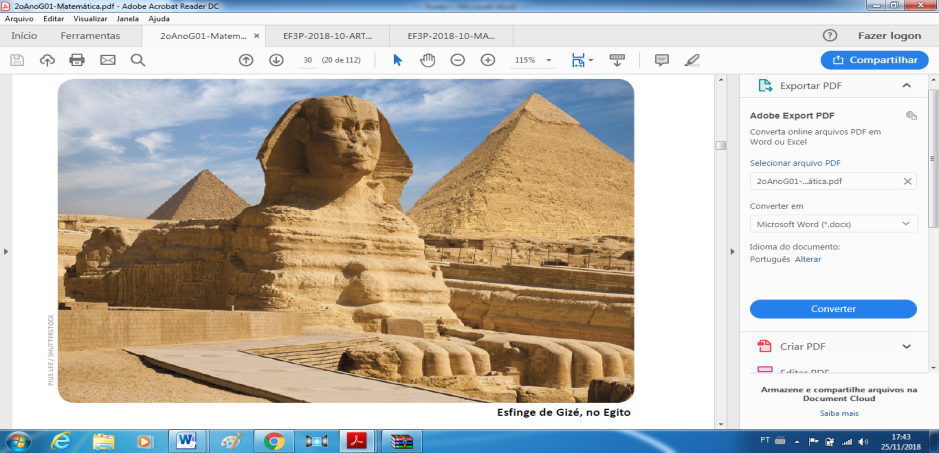 2oAnoG01-Matemática.pdf - Adobe Acrobat Reader DC
Arquivo Editar Visualizar Janela Ajuda
Início Ferramentas 2oAnoG01-Matem... × EF3P-2018-10-ART... EF3P-2018-10-MA... ? Fazer logon
30 (20 de 112) 115% Compartilhar
Exportar PDF
Adobe Export PDF
Converta online arquivos PDF em
Word ou Excel
Selecionar arquivo PDF
2oAnoG01-...ática.pdf
Converter em
Microsoft Word (*.docx)
Idioma do documento:
Português Alterar
Converter
Criar PDF
Editar PDF
Armazene e compartilhe arquivos na
Document Cloud
Saiba mais
PIUS LEE / SHUTTERSTOCK
Esfinge de Gizé, no Egito
PT 17:43
25/11/2018